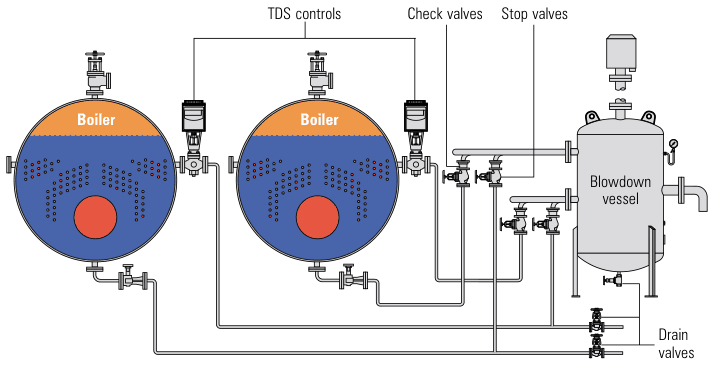 TDS controls
Check valves
Stop valves
Boiler
Boiler
Blowdown
vessel
Drain
valves